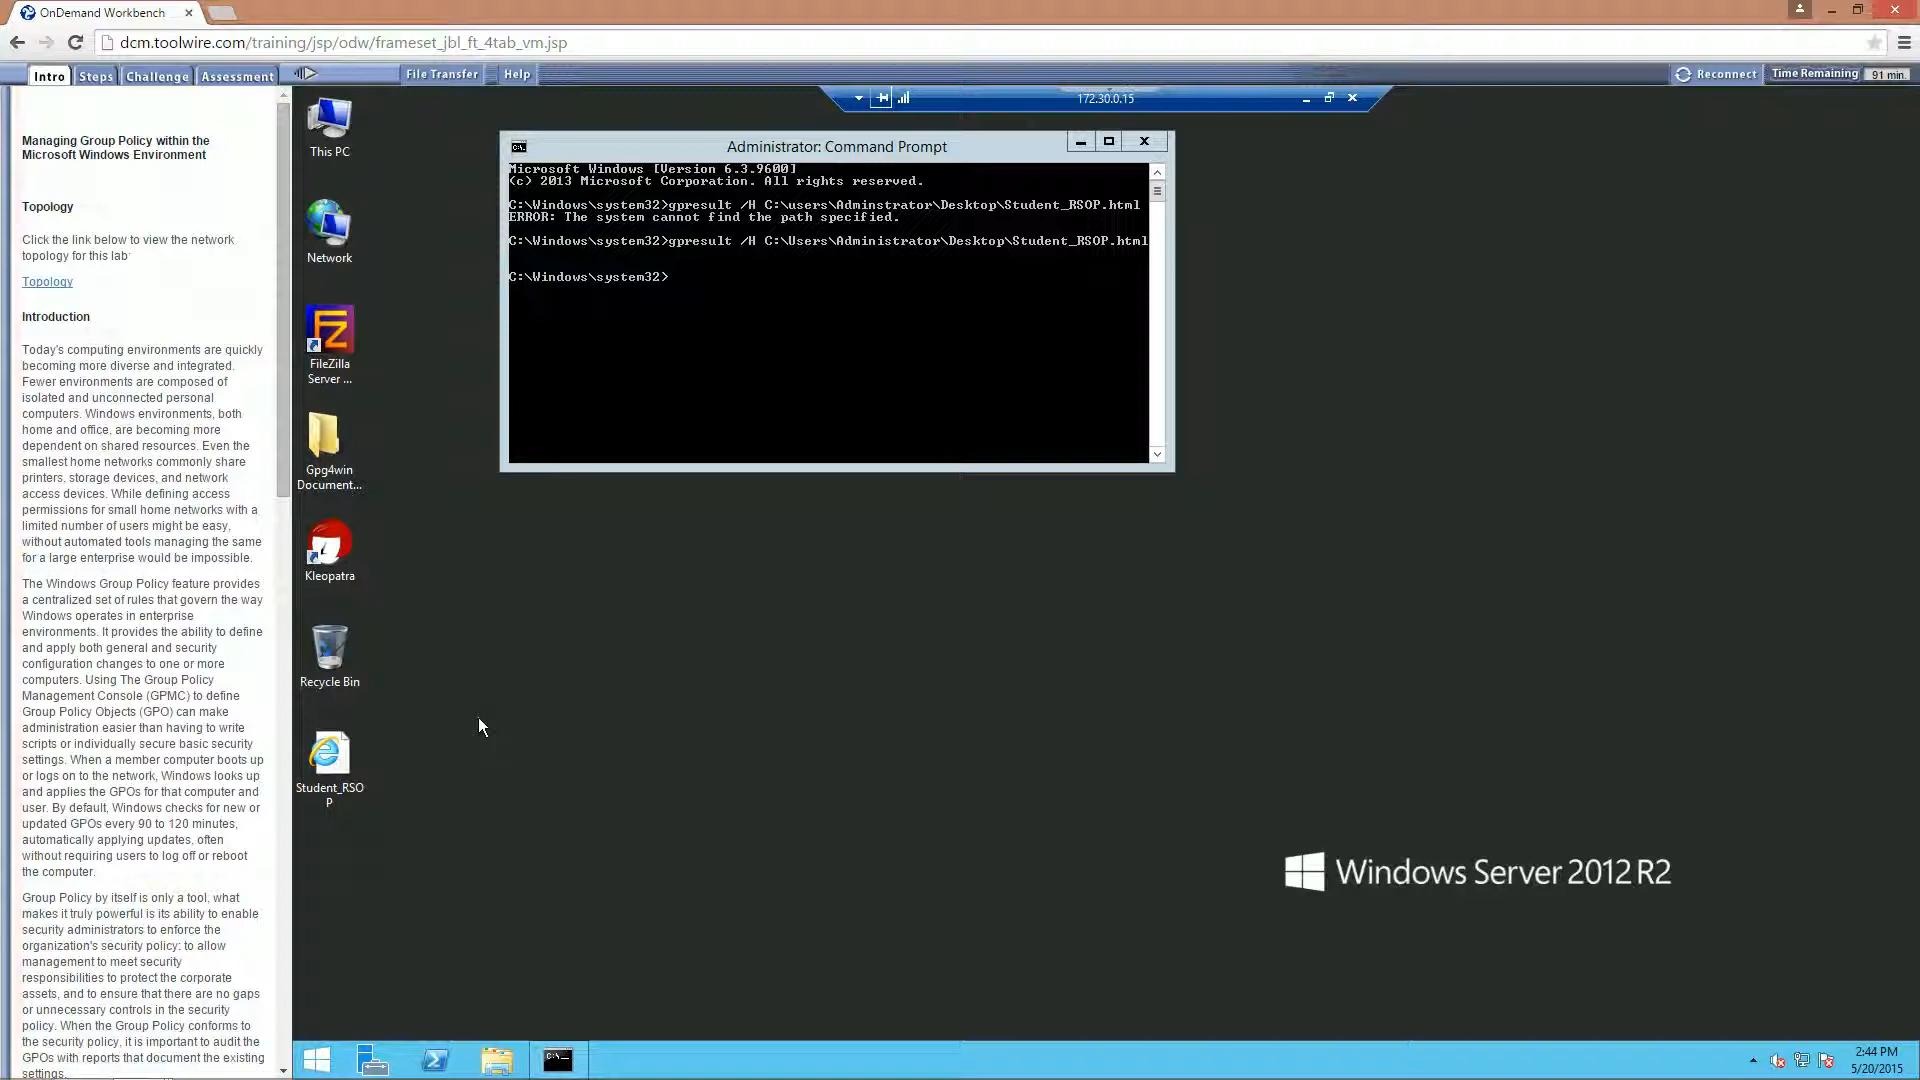 OnDemand Workbench
dcm.toolwire.com/training/jsp/odw/frameset_jbl_ft_4tab_vm.jsp
Intro
Steps
Challenge
Assessment
File Transfer
Help
Reconnect
Time Remaining
91 min.
Managing Group Policy within the
Microsoft Windows Environment
Topology
Click the link below to view the network
topology for this lab
Topology
Introduction
Today's computing environments are quickly
becoming more diverse and integrated.
Fewer environments are composed of
isolated and unconnected personal
computers. Windows environments, both
home and office, are becoming more
dependent on shared resources. Even the
smallest home networks commonly share
printers, storage devices, and network
access devices. While defining access
permissions for small home networks with a
limited number of users might be easy,
without automated tools managing the same
for a large enterprise would be impossible.
The Windows Group Policy feature provides
a centralized set of rules that govern the way
Windows operates in enterprise
environments. It provides the ability to define
and apply both general and security
configuration changes to one or more
computers. Using The Group Policy
Management Console (GPMC) to define
Group Policy Objects (GPO) can make
administration easier than having to write
scripts or individually secure basic security
settings. When a member computer boots up
or logs on to the network, Windows looks up
and applies the GPOs for that computer and
user. By default, Windows checks for new or
updated GPOs every 90 to 120 minutes,
automatically applying updates, often
without requiring users to log off or reboot
the computer.
Group Policy by itself is only a tool, what
makes it truly powerful is its ability to enable
security administrators to enforce the
organization's security policy: to allow
management to meet security
responsibilities to protect the corporate
assets, and to ensure that there are no gaps
or unnecessary controls in the security
policy. When the Group Policy conforms to
the security policy, it is important to audit the
GPOs with reports that document the existing
settings.
This PC
Network
FileZilla
Server ...
Gpg4win
Document...
Kleopatra
Recycle Bin
Student_RSO
P
172.30.0.15
Administrator: Command Prompt
Microsoft Windows [Version 6.3.9600]
(c) 2013 Microsoft Corporation. All rights reserved.
C:\Windows\system32>gpresult /H C:\users\Adminstrator\Desktop\Student_RSOP.html
ERROR: The system cannot find the path specified.
C:\Windows\system32>gpresult /H C:\Users\Administrator\Desktop\Student_RSOP.html
C:\Windows\system32>
Windows Server 2012 R2
2:44 PM
5/20/2015